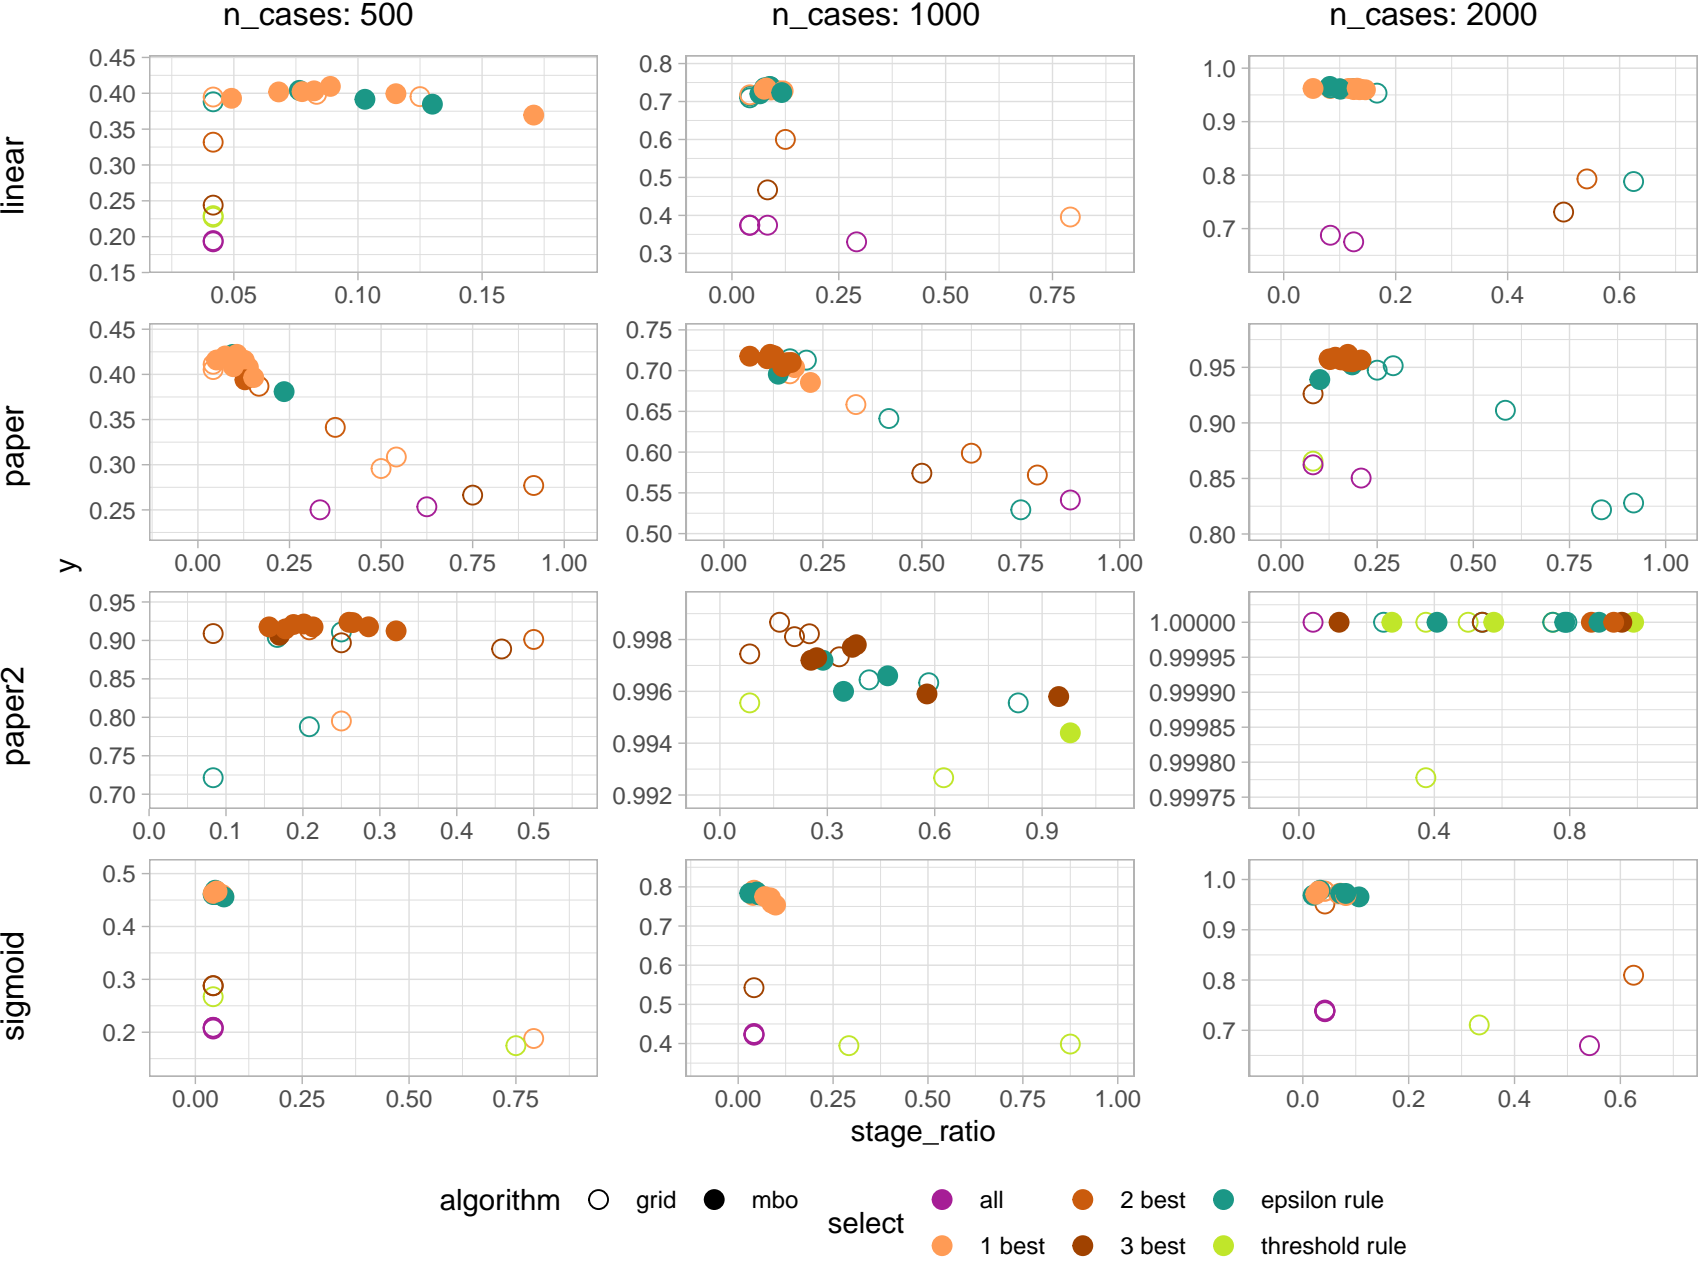 n_cases: 500 n_cases: 1000 n_cases: 2000
linear
0.45 0.40 0.35 0.30 0.25 0.20 0.15
0.05 0.10 0.15
0.8 0.7 0.6 0.5 0.4 0.3
0.00 0.25 0.50 0.75
1.0 0.9 0.8 0.7
0.0 0.2 0.4 0.6
paper
0.45 0.40 0.35 0.30 0.25
0.00 0.25 0.50 0.75 1.00
0.75 0.70 0.65 0.60 0.55 0.50
0.00 0.25 0.50 0.75 1.00
0.95 0.90 0.85 0.80
0.00 0.25 0.50 0.75 1.00
y
paper2
0.95 0.90 0.85 0.80 0.75 0.70
0.0 0.1 0.2 0.3 0.4 0.5
0.998 0.996 0.994 0.992
0.0 0.3 0.6 0.9
1.00000 0.99995 0.99990 0.99985 0.99980 0.99975
0.0 0.4 0.8
sigmoid
0.5 0.4 0.3 0.2
0.00 0.25 0.50 0.75
0.8 0.7 0.6 0.5 0.4
0.00 0.25 0.50 0.75 1.00
1.0 0.9 0.8 0.7
0.0 0.2 0.4 0.6
stage_ratio
algorithm grid mbo
select
all 2 best epsilon rule
1 best 3 best threshold rule